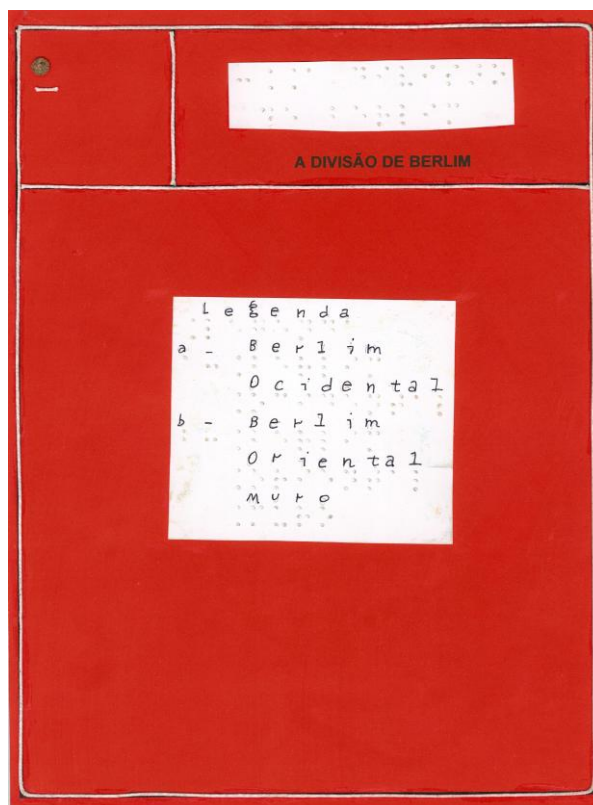 A DIVISÃO DE BERLIM
Legenda
a - Berlim
Ocidental
b - Berlim
Oriental
muro